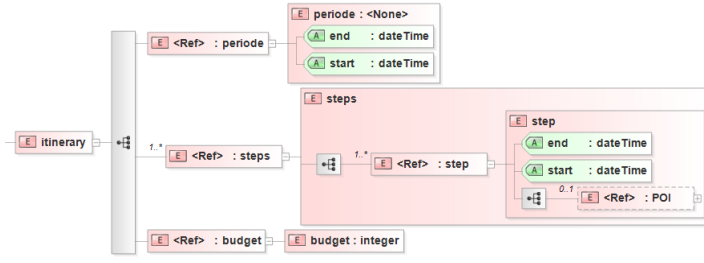 E periode : <None>
A end : dateTime
E <Ref> : periode
A start : dateTime
E steps
E step
E itinerary
A end : dateTime
1..*
E <Ref> : steps
1..*
E <Ref> : step
A start : dateTime
0..1
E <Ref> : POI
E <Ref> : budget
E budget : integer